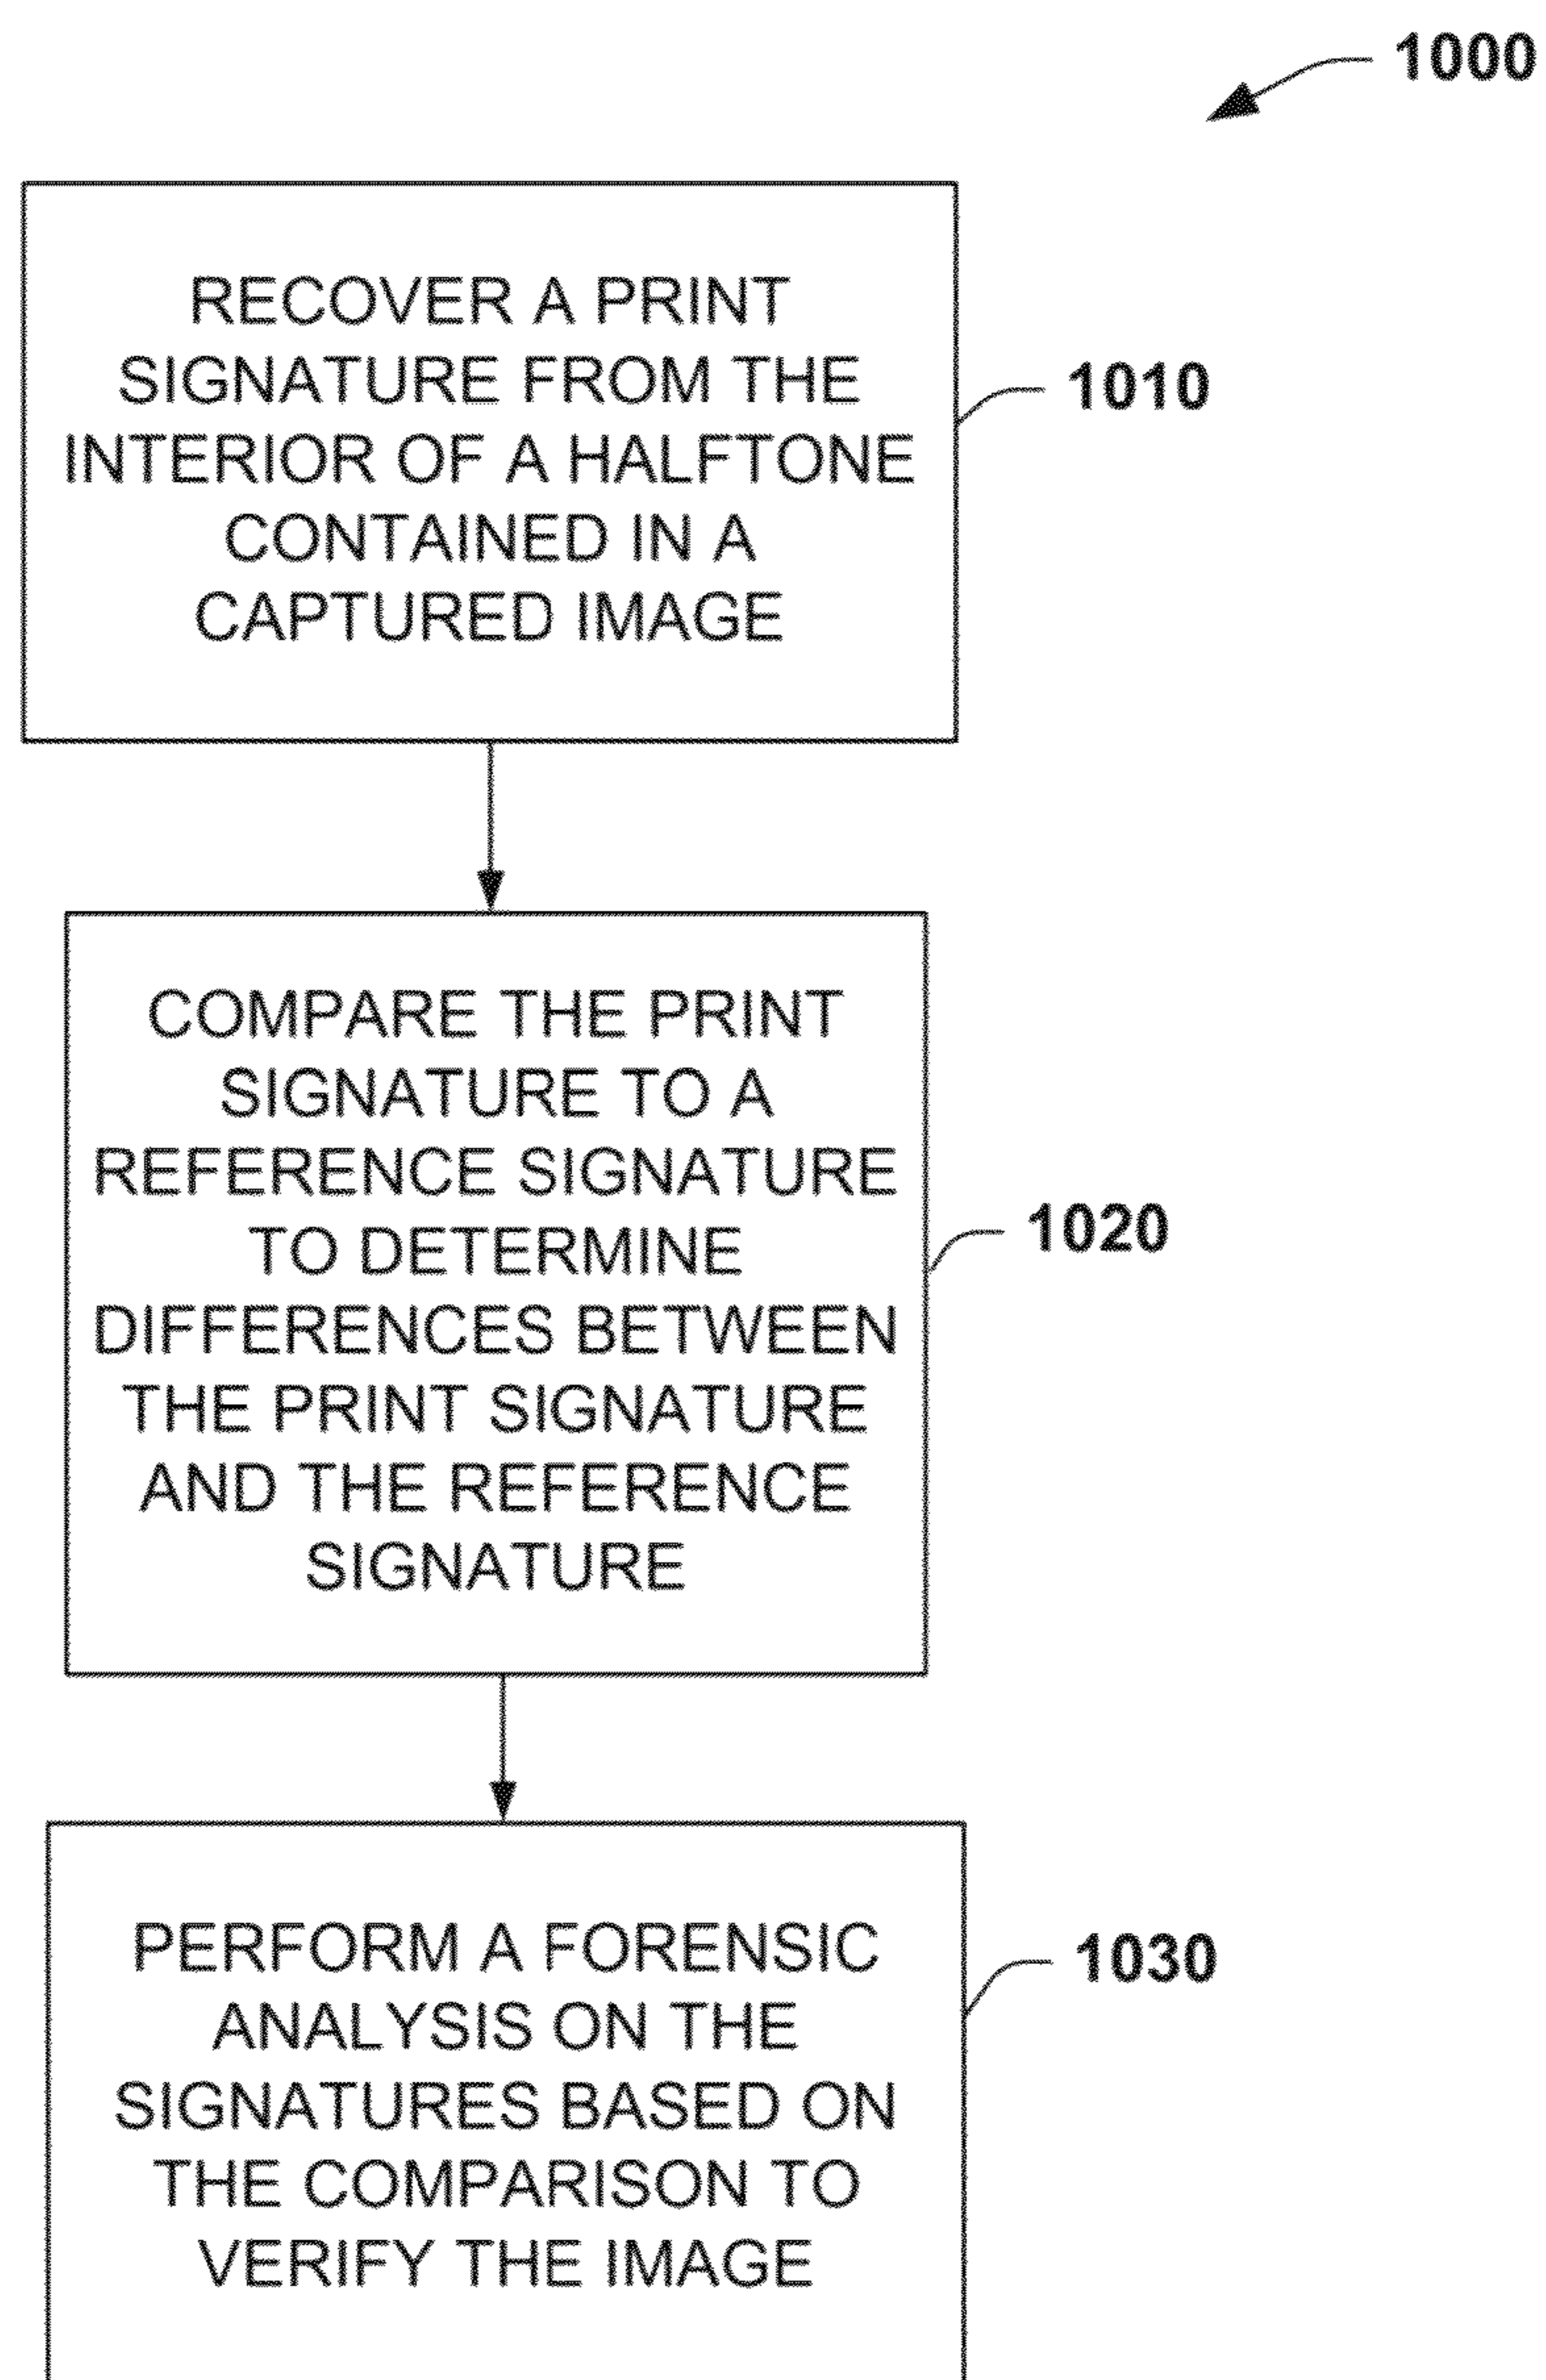 1000
RECOVER A PRINT
SIGNATURE FROM THE
INTERIOR OF A HALFTONE
CONTAINED IN A
CAPTURED IMAGE
1010
COMPARE THE PRINT
SIGNATURE TO A
REFERENCE SIGNATURE
TO DETERMINE
DIFFERENCES BETWEEN
THE PRINT SIGNATURE
AND THE REFERENCE
SIGNATURE
1020
PERFORM A FORENSIC
ANALYSIS ON THE
SIGNATURES BASED ON
THE COMPARISON TO
VERIFY THE IMAGE
1030